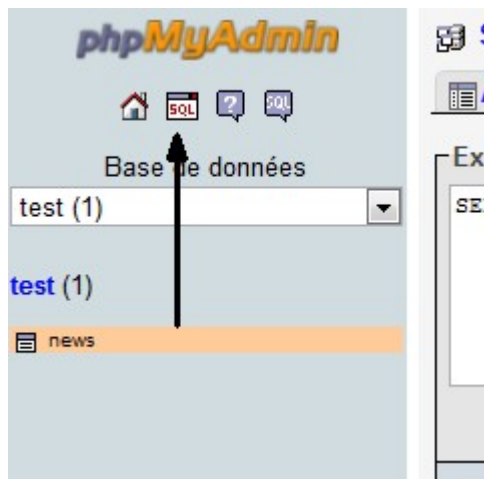 phpMyAdmin
SQL ? SQL
Base de données
test (1)
test (1)
news
Ex
SE